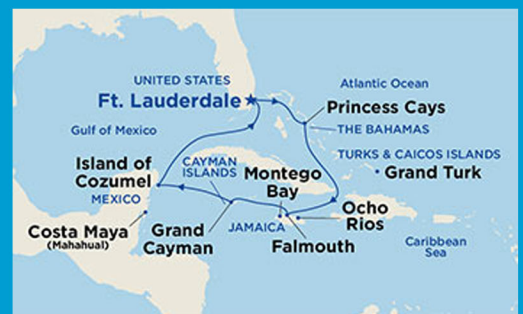 UNITED STATES
Ft. Lauderdale
Atlantic Ocean
Princess Cays
THE BAHAMAS
Gulf of Mexico
TURKS & CAICOS ISLANDS
Grand Turk
Island of
Cozumel
MEXICO
CAYMAN
ISLANDS
Montego
Bay
Costa Maya
(Mahahual)
Grand
Cayman
JAMAICA
Falmouth
Ocho
Rios
Caribbean
Sea